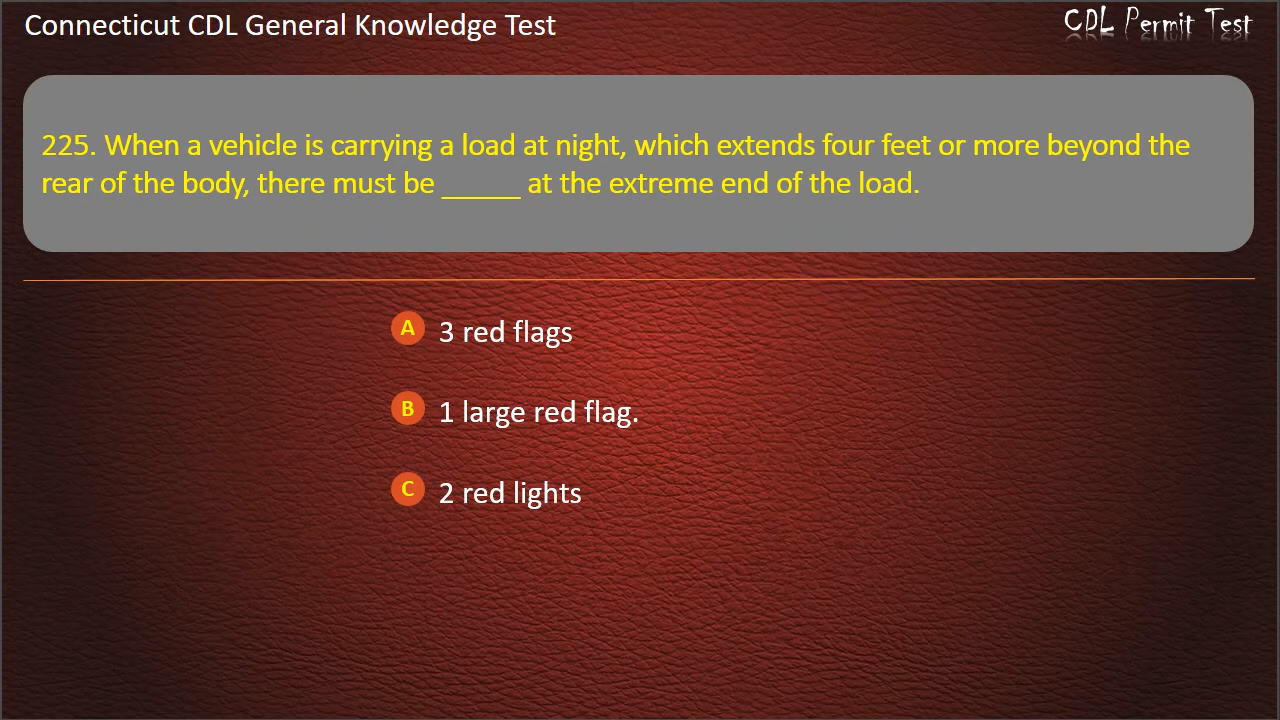 Connecticut CDL General Knowledge Test
CDL Permit Test
225. When a vehicle is carrying a load at night, which extends four feet or more beyond the
rear of the body, there must be _____ at the extreme end of the load.
A 3 red flags
B 1 large red flag.
C 2 red lights